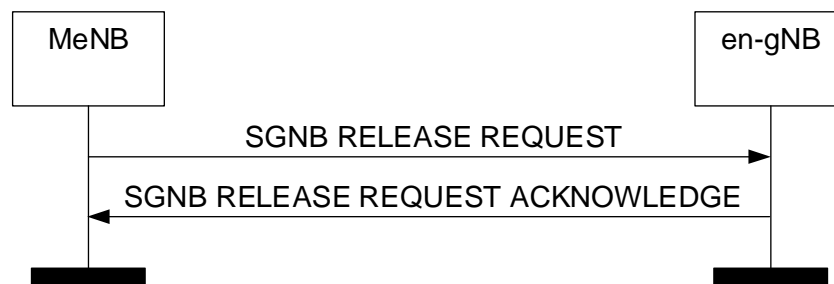 MeNB
en-gNB
SGNB RELEASE REQUEST
SGNB RELEASE REQUEST ACKNOWLEDGE